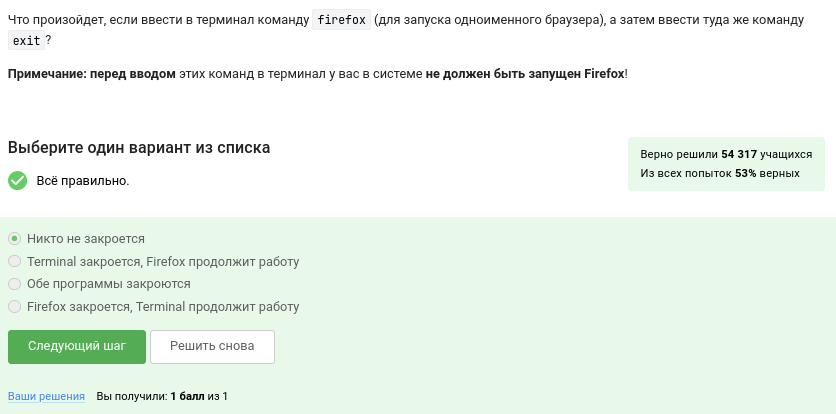 Что произойдет, если ввести в терминал команду firefox (для запуска одноименного браузера), а затем ввести туда же команду
exit?
Примечание: перед вводом этих команд в терминал у вас в системе не должен быть запущен Firefox!
Выберите один вариант из списка
Верно решили 54 317 учащихся
Из всех попыток 53% верных
Всё правильно.
Никто не закроется
Terminal закроется, Firefox продолжит работу
Обе программы закроются
Firefox закроется, Terminal продолжит работу
Следующий шаг Решить снова
Ваши решения Вы получили: 1 балл из 1